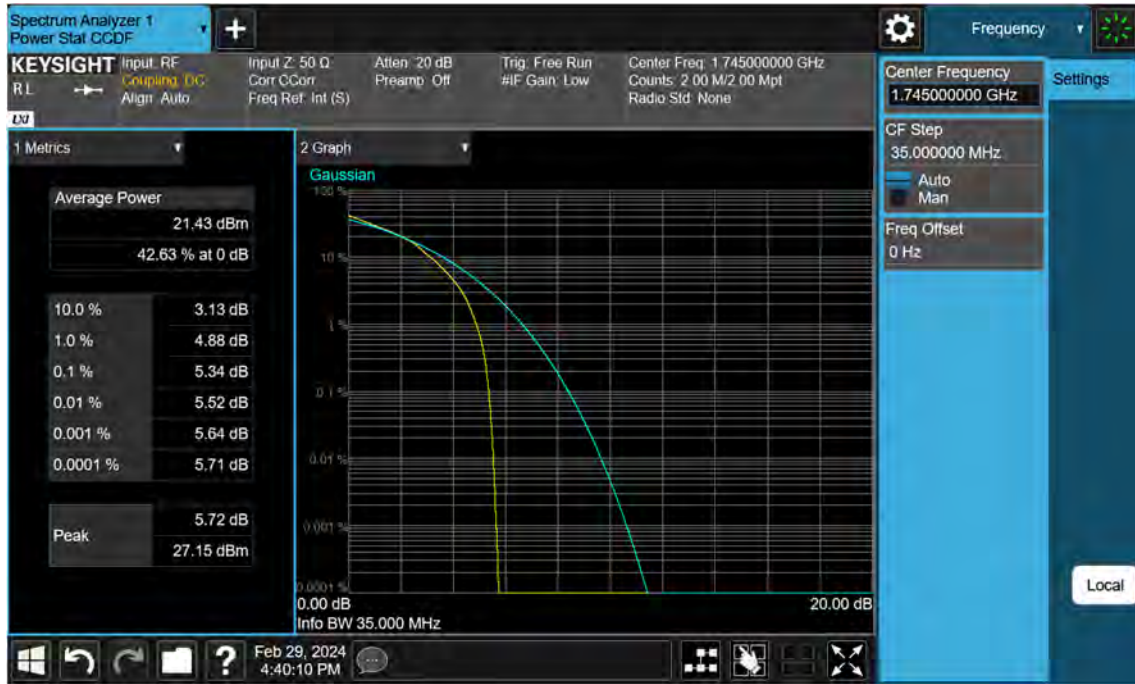 Spectrum Analyzer 1
Power Stat CCDF
+
Frequency
KEYSIGHT
RL
LXI
Input: RF
Coupling: DC
Align: Auto
Input Z: 50 Ω
Corr CCorr
Freq Ref: Int (S)
Atten: 20 dB
Preamp: Off
Trig: Free Run
#IF Gain: Low
Center Freq: 1.745000000 GHz
Counts: 2.00 M/2.00 Mpt
Radio Std: None
Center Frequency
1.745000000 GHz
Settings
CF Step
35.000000 MHz
Auto
Man
Freq Offset
0 Hz
1 Metrics
Average Power
21.43 dBm
42.63 % at 0 dB
10.0 % 3.13 dB
1.0 % 4.88 dB
0.1 % 5.34 dB
0.01 % 5.52 dB
0.001 % 5.64 dB
0.0001 % 5.71 dB
Peak
5.72 dB
27.15 dBm
2 Graph
Gaussian
100 %
10 %
1 %
0.1 %
0.01 %
0.001 %
0.0001 %
0.00 dB 20.00 dB
Info BW 35.000 MHz
Local
?
Feb 29, 2024
4:40:10 PM